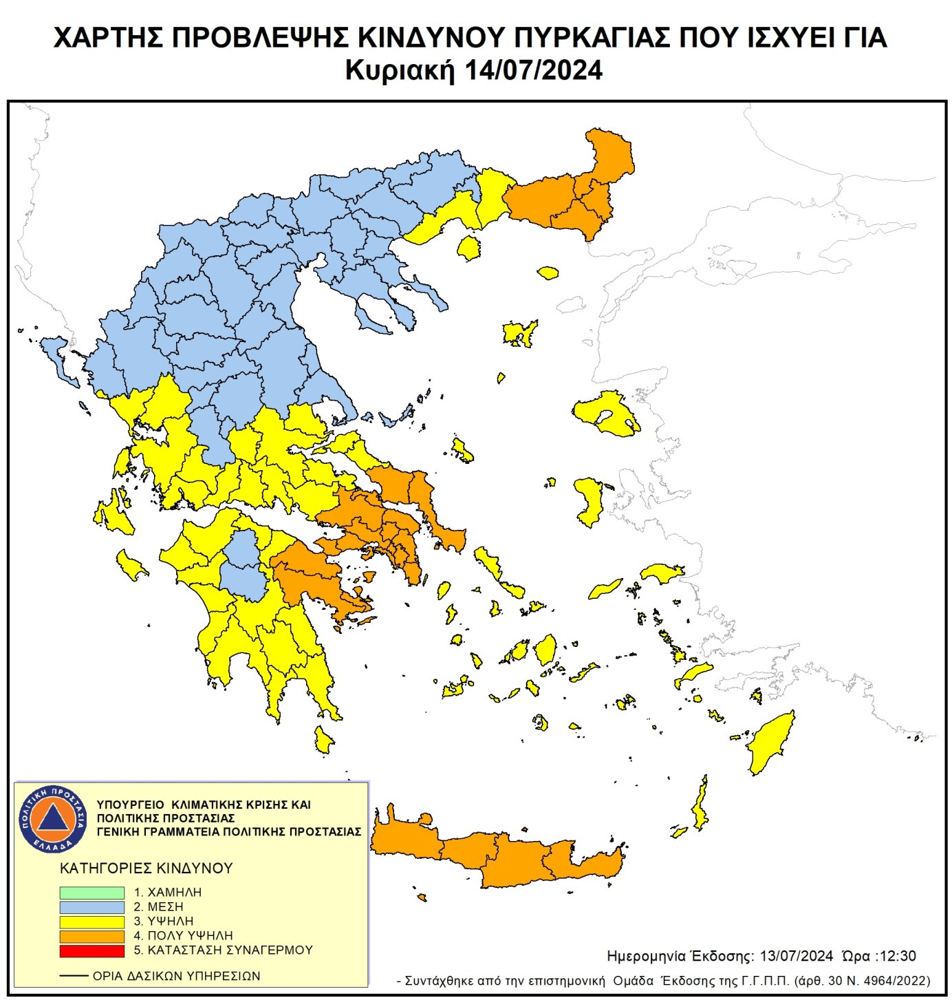 ΧΑΡΤΗΣ ΠΡΟΒΛΕΨΗΣ ΚΙΝΔΥΝΟΥ ΠΥΡΚΑΓΙΑΣ ΠΟΥ ΙΣΧΥΕΙ ΓΙΑ
Κυριακή 14/07/2024
ΠΟΛΙΤΙΚΗ ΠΡΟΣΤΑΣΙΑ
ΕΛΛΑΔΑ
ΥΠΟΥΡΓΕΙΟ ΚΛΙΜΑΤΙΚΗΣ ΚΡΙΣΗΣ ΚΑΙ
ΠΟΛΙΤΙΚΗΣ ΠΡΟΣΤΑΣΙΑΣ
ΓΕΝΙΚΗ ΓΡΑΜΜΑΤΕΙΑ ΠΟΛΙΤΙΚΗΣ ΠΡΟΣΤΑΣΙΑΣ
ΚΑΤΗΓΟΡΙΕΣ ΚΙΝΔΥΝΟΥ
1. ΧΑΜΗΛΗ
2. ΜΕΣΗ
3. ΥΨΗΛΗ
4. ΠΟΛΥ ΥΨΗΛΗ
5. ΚΑΤΑΣΤΑΣΗ ΣΥΝΑΓΕΡΜΟΥ
ΟΡΙΑ ΔΑΣΙΚΩΝ ΥΠΗΡΕΣΙΩΝ
Ημερομηνία Έκδοσης: 13/07/2024 Ώρα :12:30
- Συντάχθηκε από την επιστημονική Ομάδα Έκδοσης της Γ.Γ.Π.Π. (άρθ. 30 Ν. 4964/2022)